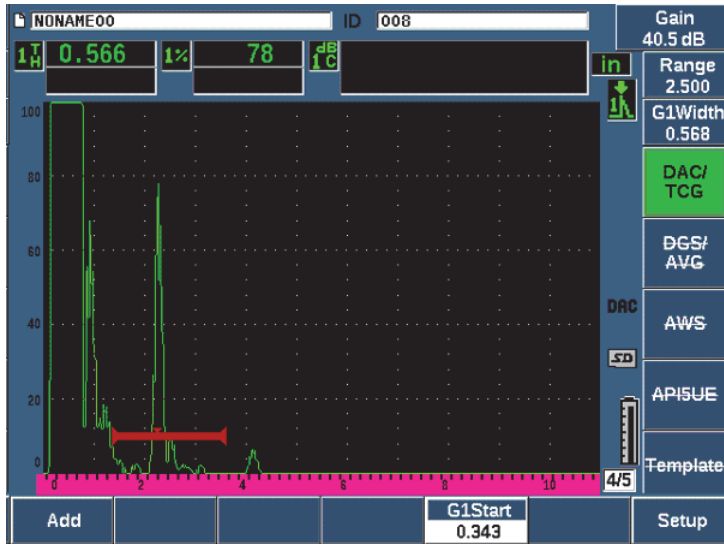 NONAME00 ID 008
Gain
40.5 dB
1 TH 0.566 1% 78 1 dB C in
Range
2.500
1
G1Width
0.568
100
80
60
40
20
0
DAC/
TCG
DGS/
AVG
DAC
AWS
SD
API5UE
Template
0 2 4 6 8 10
4/5
Add
G1Start
0.343
Setup